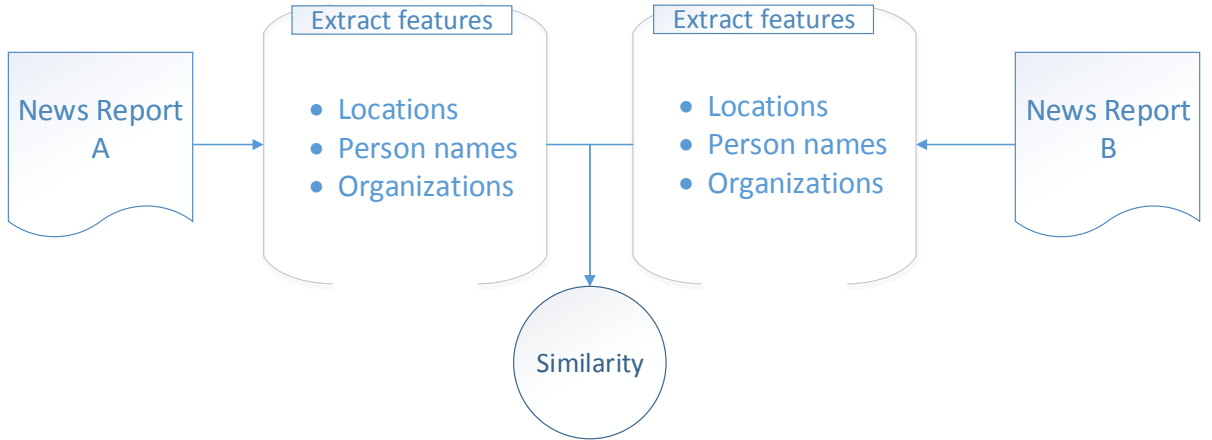 Extract features
Extract features
News Report
A
• Locations
• Person names
• Organizations
• Locations
• Person names
• Organizations
News Report
B
Similarity